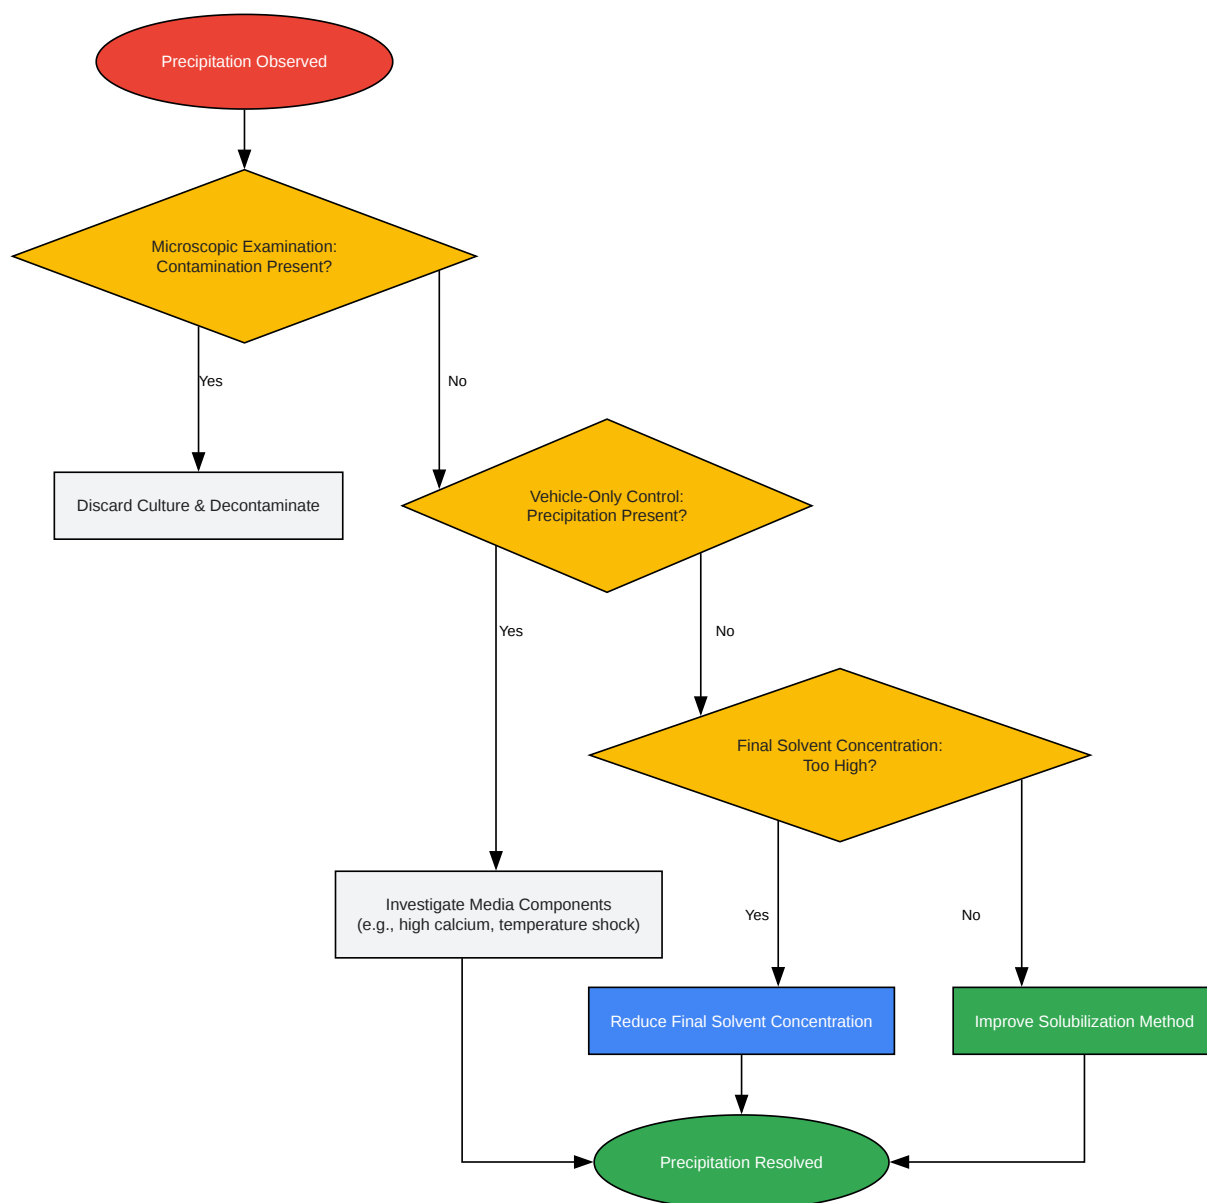 Precipitation Observed
Microscopic Examination:
Contamination Present?
Yes
No
Discard Culture & Decontaminate
Vehicle-Only Control:
Precipitation Present?
Yes
No
Final Solvent Concentration:
Too High?
Investigate Media Components
(e.g., high calcium, temperature shock)
Yes
No
Reduce Final Solvent Concentration
Improve Solubilization Method
Precipitation Resolved